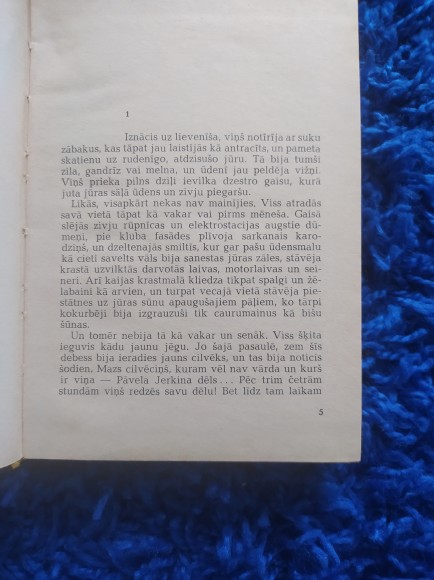 1
Iznācis uz lievenīša, viņš notīrīja ar suku
zābakus, kas tāpat jau laistījās kā antracīts, un pameta
skatienu uz rudenīgo, atdzisušo jūru. Tā bija tumši
zila, gandrīz vai melna, un ūdenī jau peldēja vižņi.
Viņš prieka pilns dziļi ievilka dzestro gaisu, kurā
juta jūras sāļā ūdens un zivju piegaršu.
Likās, visapkārt nekas nav mainījies, Viss atradās
savā vietā tāpat kā vakar vai pirms mēneša. Gaisā
slējās zivju rūpnīcas un elektrostacijas augstie dū-
meņi, pie kluba fasādes plīvoja sarkanais karo-
dziņš, un dzeltenajās smiltīs, kur gar pašu ūdensmalu
kā cieti savelts vāls bija sanestas jūras zāles, stāvēja
krastā uzvilktās darvotās laivas, motorlaivas un sei-
neri. Arī kaijas krastmalā kliedza tikpat spalgi un žē-
labaini kā arvien, un turpat vecajā vietā stāvēja pie-
stātnes uz jūras sūnu apaugušajiem pāļiem, ko tārpi
kokurbēji bija izgrauzuši tik caurumainus kā bišu
šūnas.
Un tomēr nebija tā kā vakar un senāk. Viss šķita
ieguvis kādu jaunu jēgu. Jo šajā pasaulē, zem šīs
debess bija ieradies jauns cilvēks, un tas bija noticis
šodien. Mazs cilvēciņš, kuram vēl nav vārda un kurš
ir viņa — Pāvela Jerkina dēls... Pēc trim četrām
stundām viņš redzēs savu dēlu! Bet līdz tam laikam
5